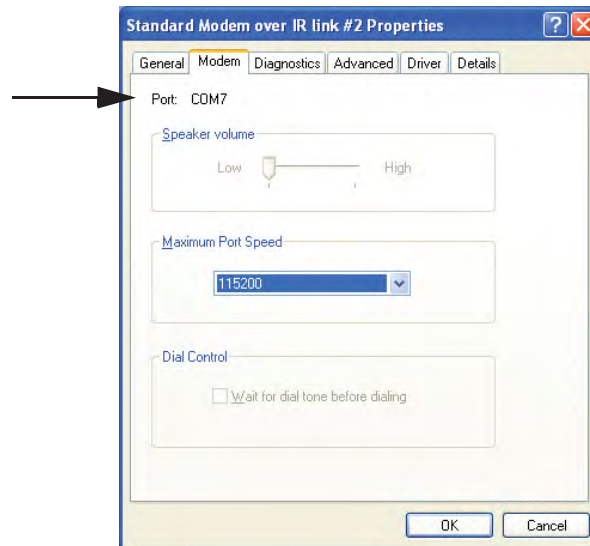 Standard Modem over IR link #2 Properties
General Modem Diagnostics Advanced Driver Details
Port: COM7
Speaker volume
Low High
Maximum Port Speed
115200
Dial Control
Wait for dial tone before dialing
OK Cancel